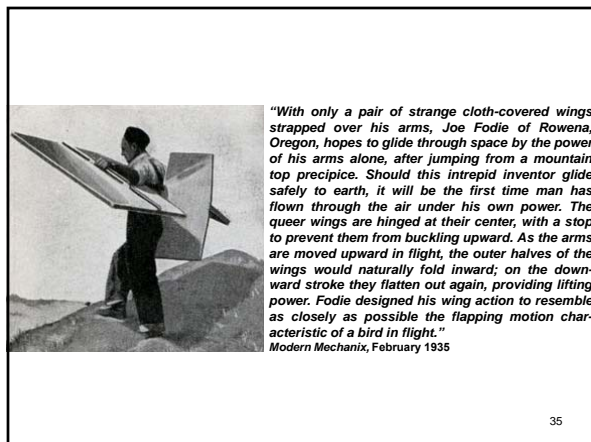 “With only a pair of strange cloth-covered wings
strapped over his arms, Joe Fodie of Rowena,
Oregon, hopes to glide through space by the power
of his arms alone, after jumping from a mountain
top precipice. Should this intrepid inventor glide
safely to earth, it will be the first time man has
flown through the air under his own power. The
queer wings are hinged at their center, with a stop
to prevent them from buckling upward. As the arms
are moved upward in flight, the outer halves of the
wings would naturally fold inward; on the down-
ward stroke they flatten out again, providing lifting
power. Fodie designed his wing action to resemble
as closely as possible the flapping motion char-
acteristic of a bird in flight.”
Modern Mechanix, February 1935
35